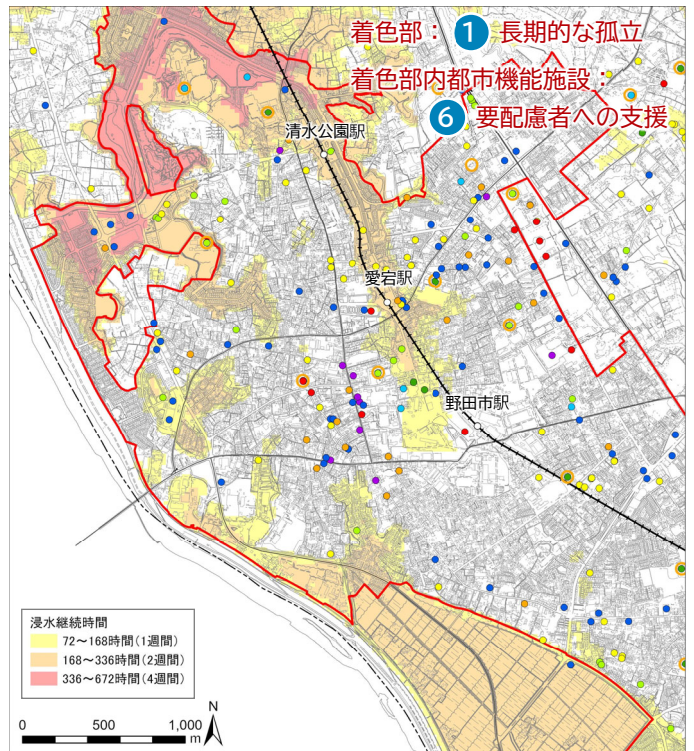 着色部：❶長期的な孤立
着色部内都市機能施設：
❻要配慮者への支援
清水公園駅
愛宕駅
野田市駅
浸水継続時間
72～168時間(1週間)
168～336時間(2週間)
336～672時間(4週間)
N
0 500 1,000
m